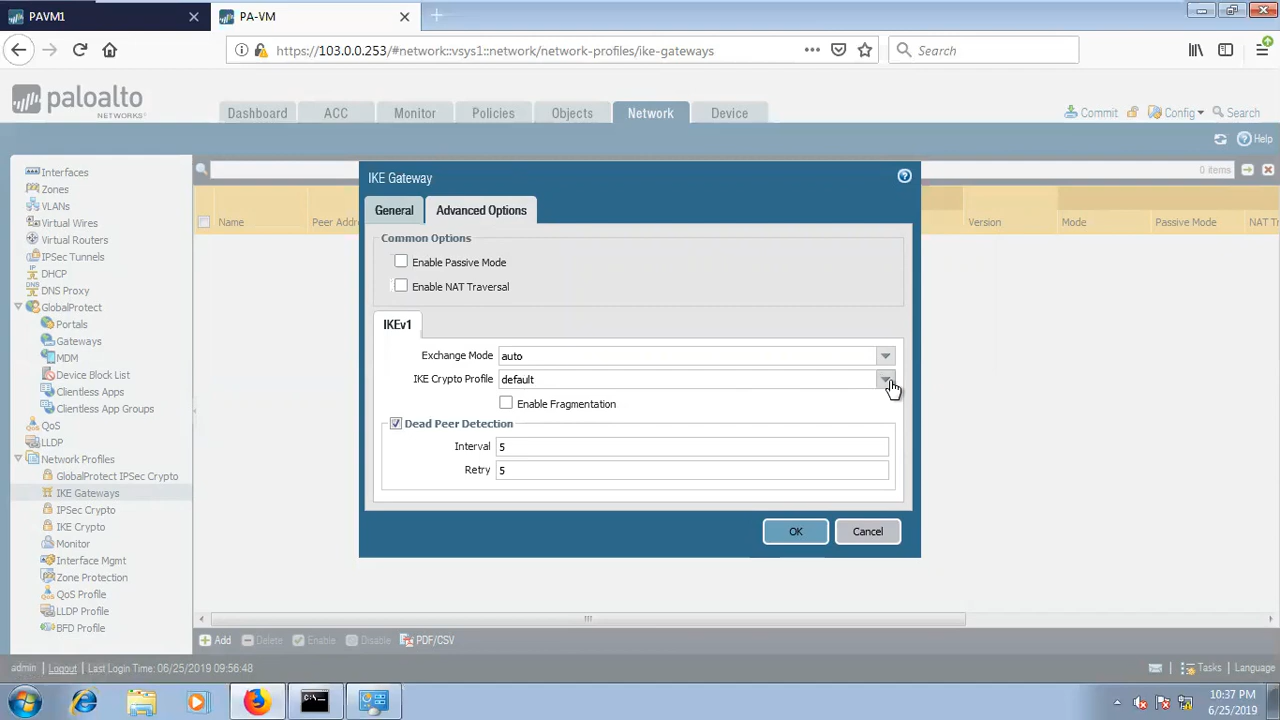 PAVM1
PA-VM
https://103.0.0.253/#network::vsys1::network/network-profiles/ike-gateways
Search
paloalto
NETWORKS
Dashboard
ACC
Monitor
Policies
Objects
Network
Device
Commit
Config
Search
Help
Interfaces
Zones
VLANs
Virtual Wires
Virtual Routers
IPSec Tunnels
DHCP
DNS Proxy
GlobalProtect
Portals
Gateways
MDM
Device Block List
Clientless Apps
Clientless App Groups
QoS
LLDP
Network Profiles
GlobalProtect IPSec Crypto
IKE Gateways
IPSec Crypto
IKE Crypto
Monitor
Interface Mgmt
Zone Protection
QoS Profile
LLDP Profile
BFD Profile
0 items
Name
Peer Addre
Version
Mode
Passive Mode
NAT Tr
IKE Gateway
General
Advanced Options
Common Options
Enable Passive Mode
Enable NAT Traversal
IKEv1
Exchange Mode auto
IKE Crypto Profile default
Enable Fragmentation
Dead Peer Detection
Interval 5
Retry 5
OK
Cancel
Add
Delete
Enable
Disable
PDF/CSV
admin | Logout | Last Login Time: 06/25/2019 09:56:48
Tasks | Language
10:37 PM
6/25/2019